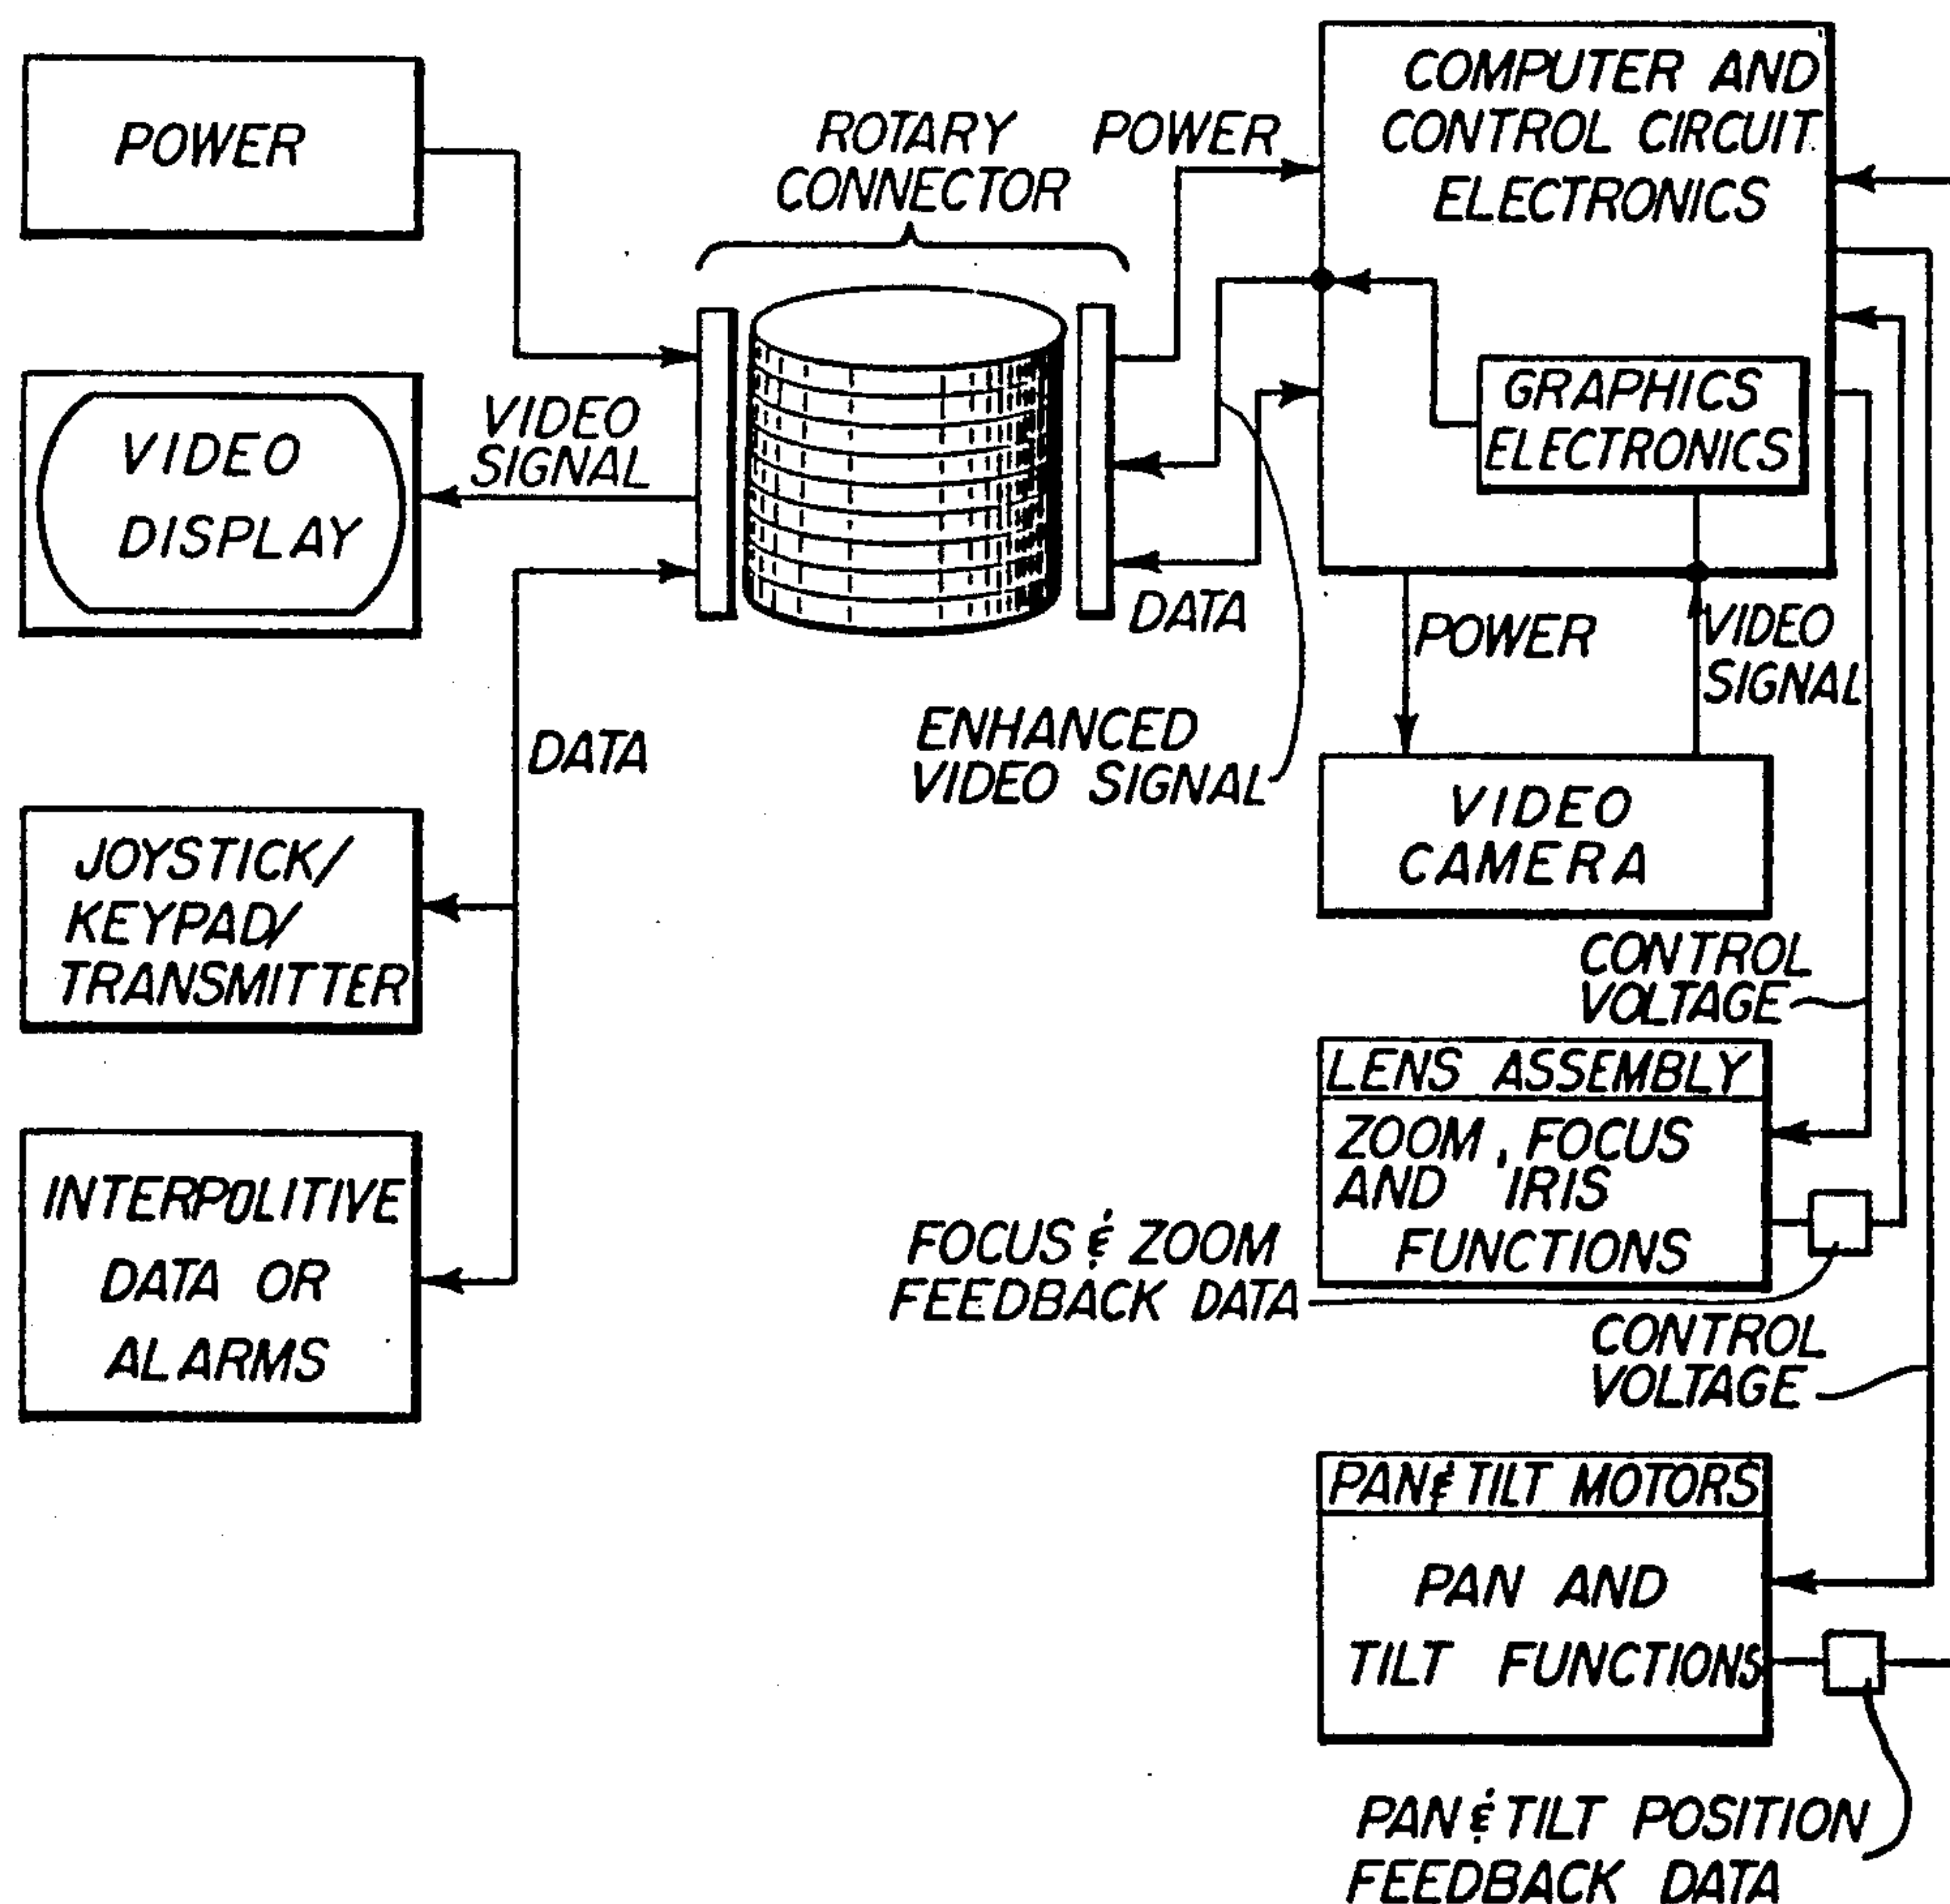 POWER
ROTARY
CONNECTOR
POWER
COMPUTER AND
CONTROL CIRCUIT
ELECTRONICS
GRAPHICS
ELECTRONICS
VIDEO
DISPLAY
VIDEO
SIGNAL
DATA
ENHANCED
VIDEO SIGNAL
POWER
VIDEO
SIGNAL
DATA
VIDEO
CAMERA
JOYSTICK/
KEYPAD/
TRANSMITTER
CONTROL
VOLTAGE
LENS ASSEMBLY
ZOOM, FOCUS
AND IRIS
FUNCTIONS
INTERPOLITIVE
DATA OR
ALARMS
FOCUS & ZOOM
FEEDBACK DATA
CONTROL
VOLTAGE
PAN & TILT MOTORS
PAN AND
TILT FUNCTIONS
PAN & TILT POSITION
FEEDBACK DATA